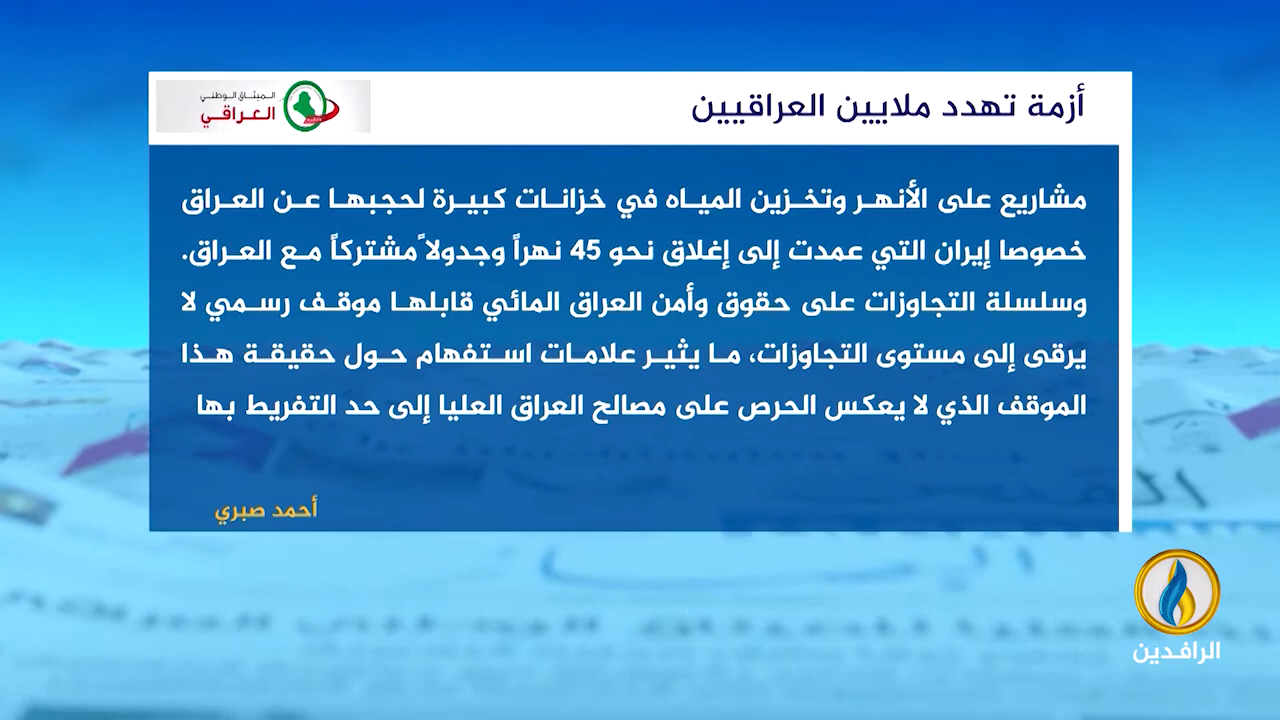 أزمة تهدد ملايين العراقيين
الميثاق الوطني
العراقي
مشاريع على الأنهر وتخزين المياه في خزانات كبيرة لحجبها عن العراق
خصوصا إيران التي عمدت إلى إغلاق نحو 45 نهراً وجدولاً مشتركاً مع العراق.
وسلسلة التجاوزات على حقوق وأمن العراق المائي قابلها موقف رسمي لا
يرقى إلى مستوى التجاوزات، ما يثير علامات استفهام حول حقيقة هذا
الموقف الذي لا يعكس الحرص على مصالح العراق العليا إلى حد التفريط بها
أحمد صبري
الرافدين